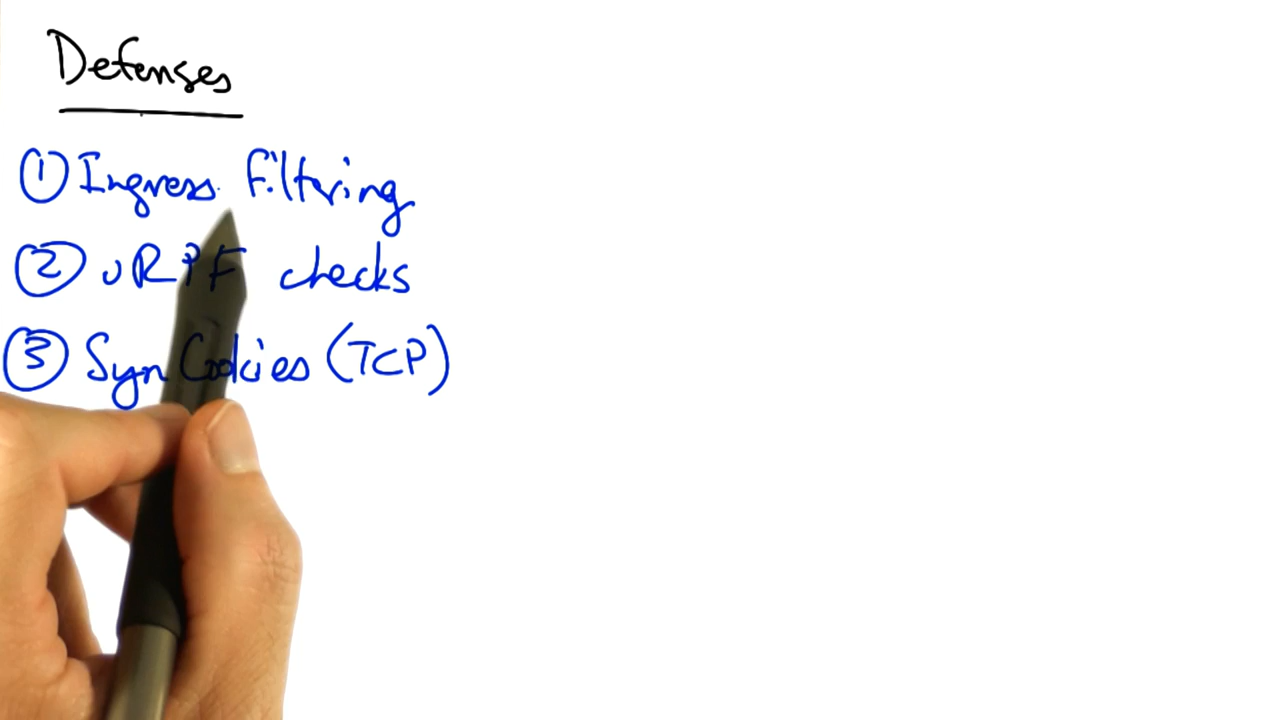 Defenses
① Ingress filtering
② uRPF checks
③ Syn Cookies (TCP)